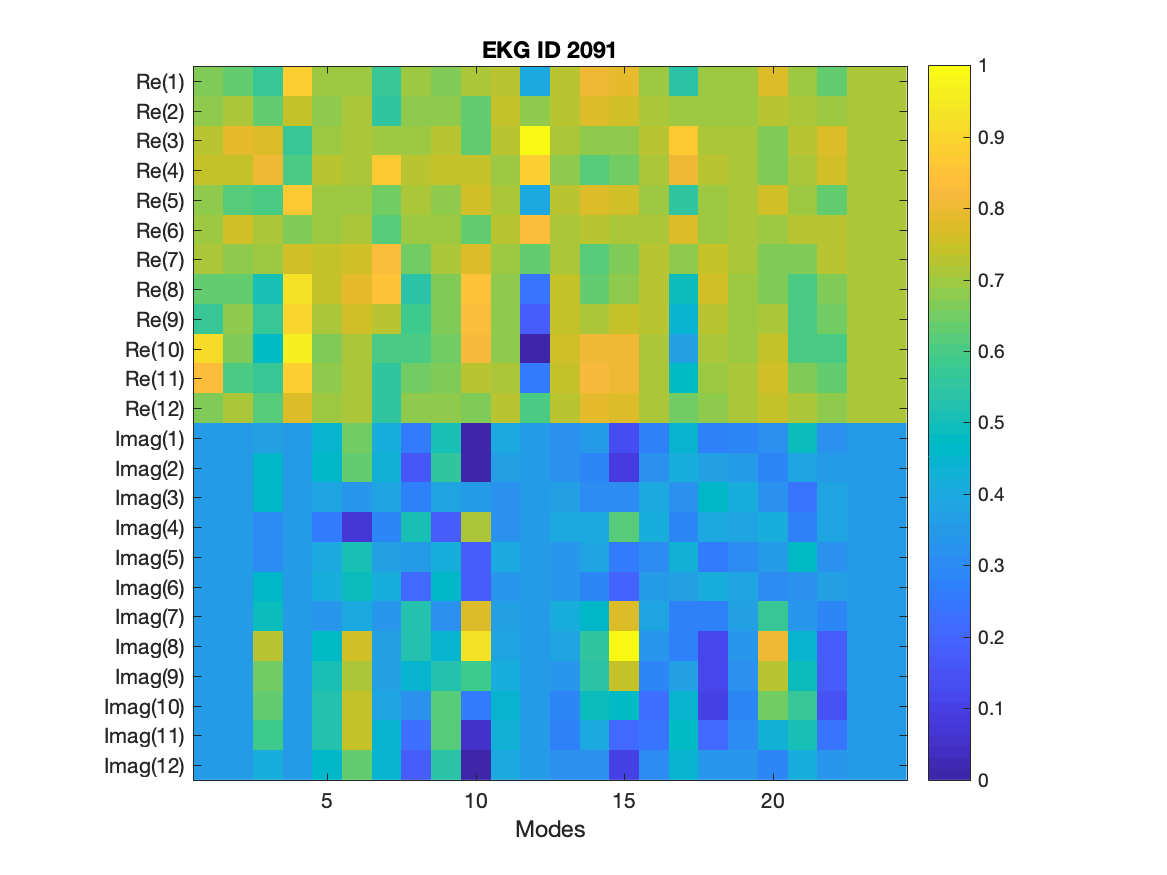 EKG ID 2091
Re(1)
Re(2)
Re(3)
Re(4)
Re(5)
Re(6)
Re(7)
Re(8)
Re(9)
Re(10)
Re(11)
Re(12)
Imag(1)
Imag(2)
Imag(3)
Imag(4)
Imag(5)
Imag(6)
Imag(7)
Imag(8)
Imag(9)
Imag(10)
Imag(11)
Imag(12)
5 10 15 20
Modes
1
0.9
0.8
0.7
0.6
0.5
0.4
0.3
0.2
0.1
0